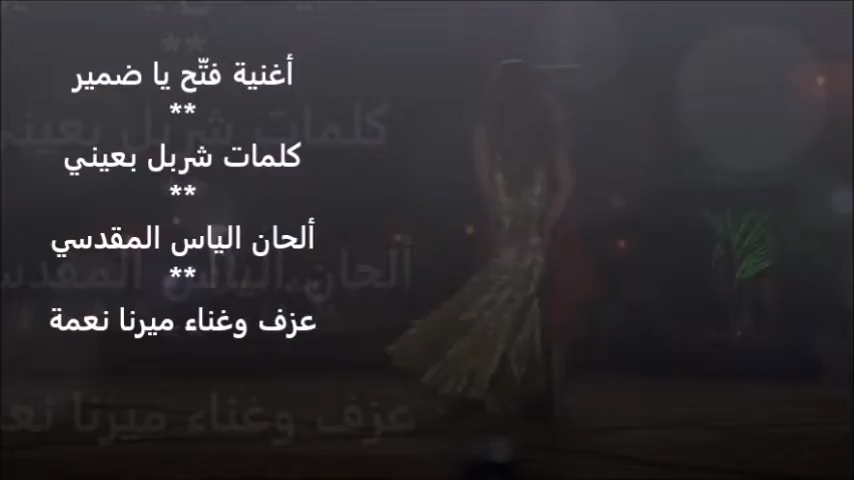 أغنية فتّح يا ضمير
**
كلمات شربل بعيني
**
ألحان الياس المقدسي
**
عزف وغناء ميرنا نعمة